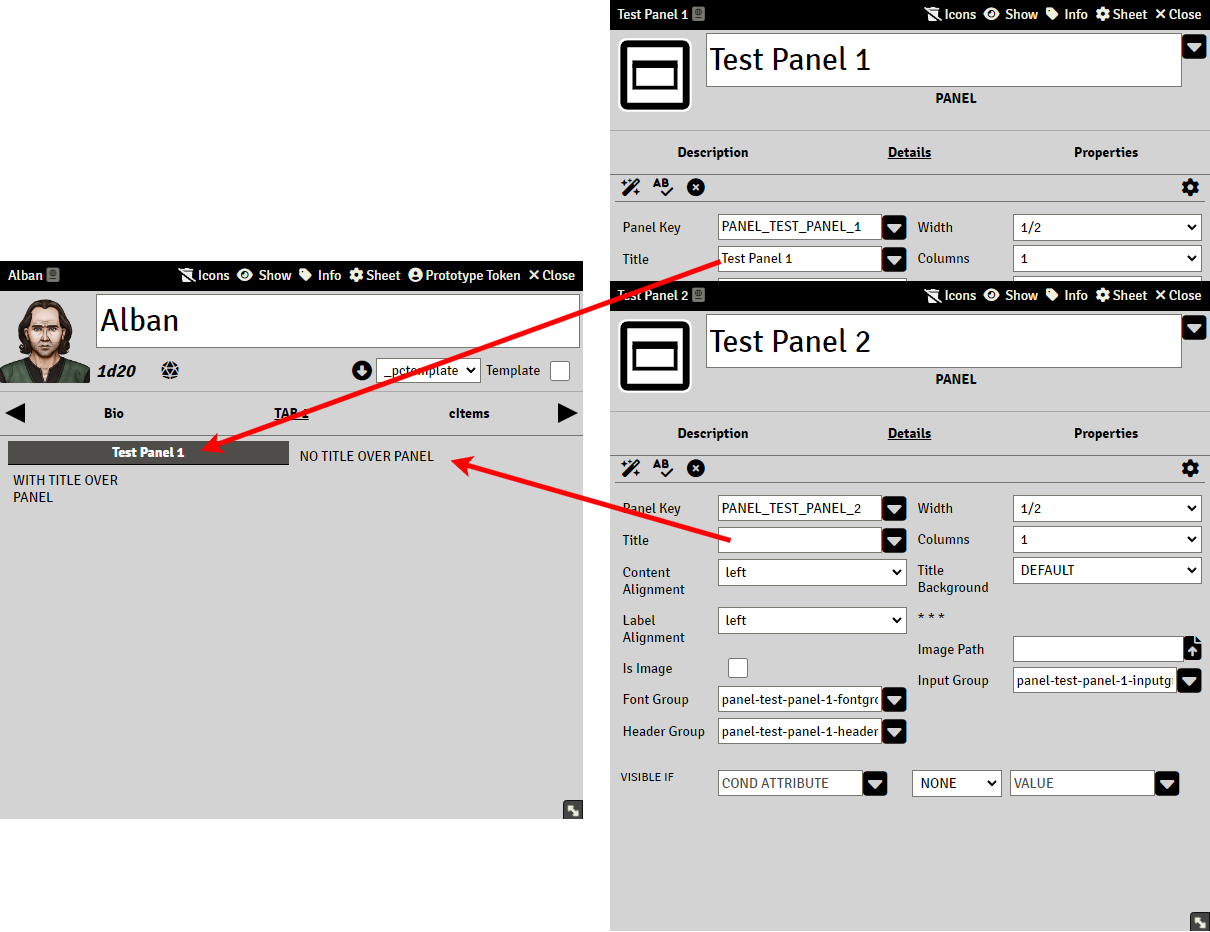 Test Panel 1 Icons Show Info Sheet Close
Test Panel 1
PANEL
Description Details Properties
AB
Panel Key PANEL_TEST_PANEL_1 Width 1/2
Title Test Panel 1 Columns 1
Alban Icons Show Info Sheet Prototype Token Close
Alban
1d20 _pctemplate Template
Bio TAB 1 cItems
Test Panel 1 NO TITLE OVER PANEL
WITH TITLE OVER
PANEL
Test Panel 2 Icons Show Info Sheet Close
Test Panel 2
PANEL
Description Details Properties
AB
Panel Key PANEL_TEST_PANEL_2 Width 1/2
Title Columns 1
Content
Alignment left Title
Background DEFAULT
Label
Alignment left * * *
Image Path
Is Image
Input Group panel-test-panel-1-inputg
Font Group panel-test-panel-1-fontgro
Header Group panel-test-panel-1-header
VISIBLE IF COND ATTRIBUTE NONE VALUE